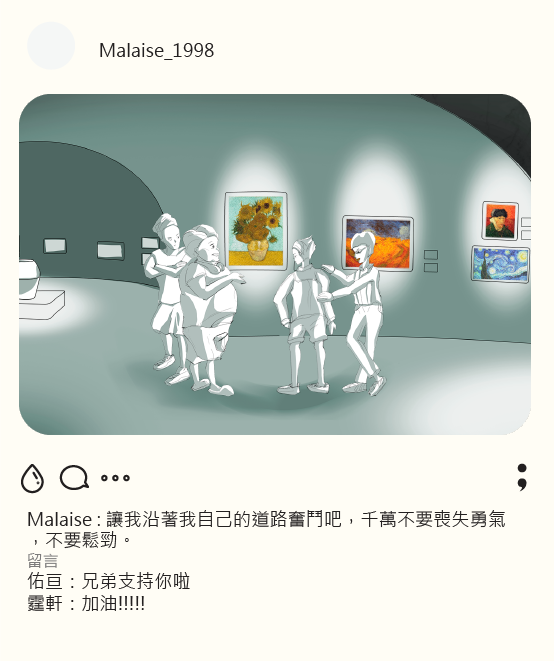 Malaise_1998
Malaise : 讓我沿著我自己的道路奮鬥吧，千萬不要喪失勇氣
，不要鬆勁。
留言
佑亘：兄弟支持你啦
霆軒：加油!!!!!